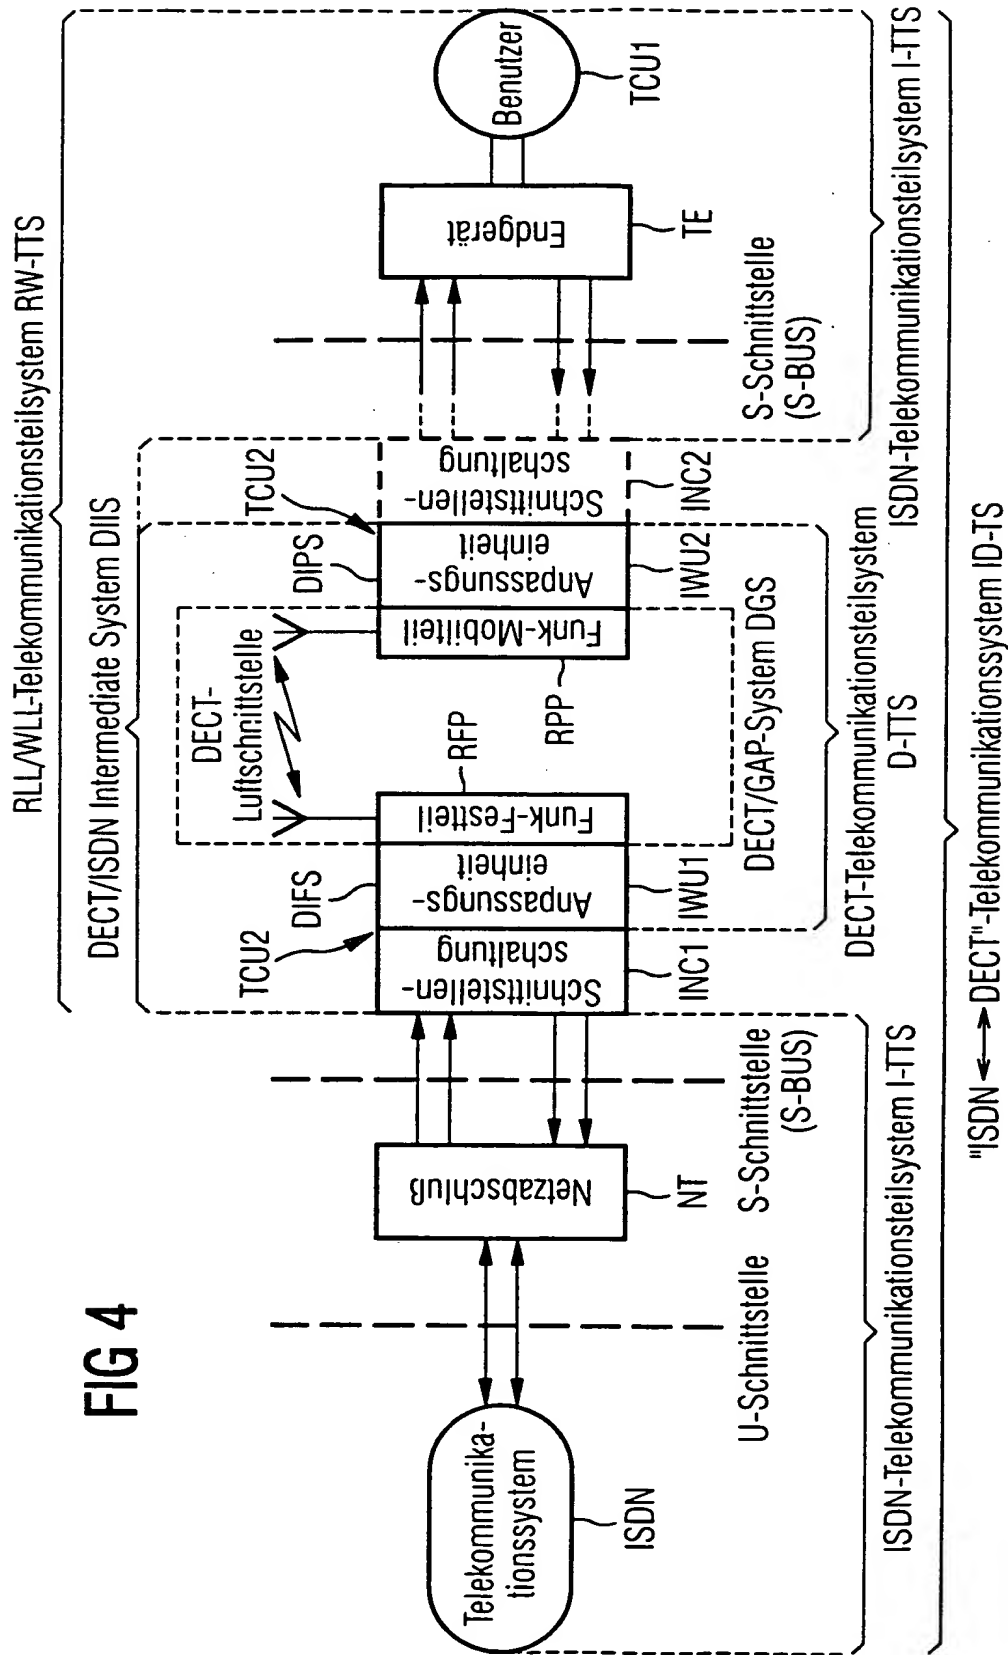 FIG 4
RLL/WLL-Telekommunikationsteilsystem RW-TTS
DECT/ISDN Intermediate System DIIS
DECT-
Luftschnittstelle
TCU2
DIFS
RFP
DIPS
TCU2
Telekommunika-
tionssystem
ISDN
Netzabschluß
NT
Schnittstellen-
schaltung
INC1
Anpassungs-
einheit
IWU1
Funk-Festteil
Funk-Mobilteil
RPP
Anpassungs-
einheit
IWU2
Schnittstellen-
schaltung
INC2
Endgerät
TE
Benutzer
TCU1
U-Schnittstelle
S-Schnittstelle
(S-BUS)
DECT/GAP-System DGS
S-Schnittstelle
(S-BUS)
DECT-Telekommunikationsteilsystem
D-TTS
ISDN-Telekommunikationsteilsystem I-TTS
ISDN-Telekommunikationsteilsystem I-TTS
"ISDN ↔ DECT"-Telekommunikationssystem ID-TS